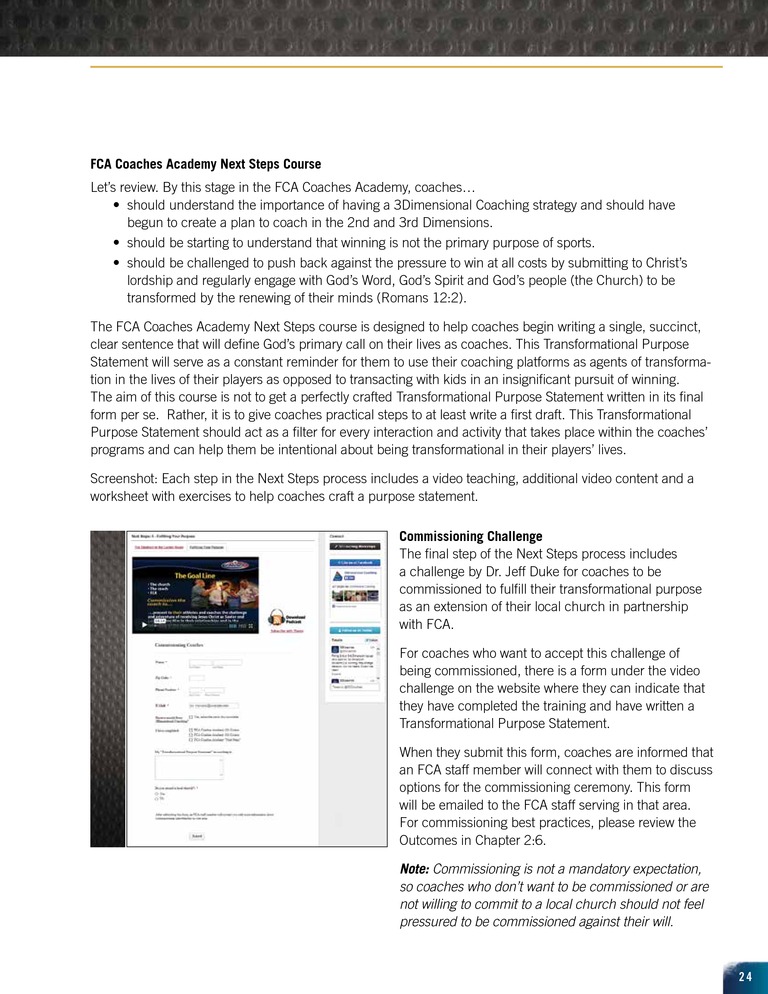 FCA Coaches Academy Next Steps Course
Let’s review. By this stage in the FCA Coaches Academy, coaches…
• should understand the importance of having a 3Dimensional Coaching strategy and should have
begun to create a plan to coach in the 2nd and 3rd Dimensions.
• should be starting to understand that winning is not the primary purpose of sports.
• should be challenged to push back against the pressure to win at all costs by submitting to Christ’s
lordship and regularly engage with God’s Word, God’s Spirit and God’s people (the Church) to be
transformed by the renewing of their minds (Romans 12:2).
The FCA Coaches Academy Next Steps course is designed to help coaches begin writing a single, succinct,
clear sentence that will define God’s primary call on their lives as coaches. This Transformational Purpose
Statement will serve as a constant reminder for them to use their coaching platforms as agents of transforma-
tion in the lives of their players as opposed to transacting with kids in an insignificant pursuit of winning.
The aim of this course is not to get a perfectly crafted Transformational Purpose Statement written in its final
form per se.  Rather, it is to give coaches practical steps to at least write a first draft. This Transformational
Purpose Statement should act as a filter for every interaction and activity that takes place within the coaches’
programs and can help them be intentional about being transformational in their players’ lives.
Screenshot: Each step in the Next Steps process includes a video teaching, additional video content and a
worksheet with exercises to help coaches craft a purpose statement.
The Goal Line
• The church
• The coach
• FCA
Download
Podcast
Commissioning Coaches
Name *
Zip Code *
Phone Number *
E-Mail *
Submit
Commissioning Challenge
The final step of the Next Steps process includes
a challenge by Dr. Jeff Duke for coaches to be
commissioned to fulfill their transformational purpose
as an extension of their local church in partnership
with FCA.
For coaches who want to accept this challenge of
being commissioned, there is a form under the video
challenge on the website where they can indicate that
they have completed the training and have written a
Transformational Purpose Statement.
When they submit this form, coaches are informed that
an FCA staff member will connect with them to discuss
options for the commissioning ceremony. This form
will be emailed to the FCA staff serving in that area.
For commissioning best practices, please review the
Outcomes in Chapter 2:6.
Note: Commissioning is not a mandatory expectation,
so coaches who don’t want to be commissioned or are
not willing to commit to a local church should not feel
pressured to be commissioned against their will.
24